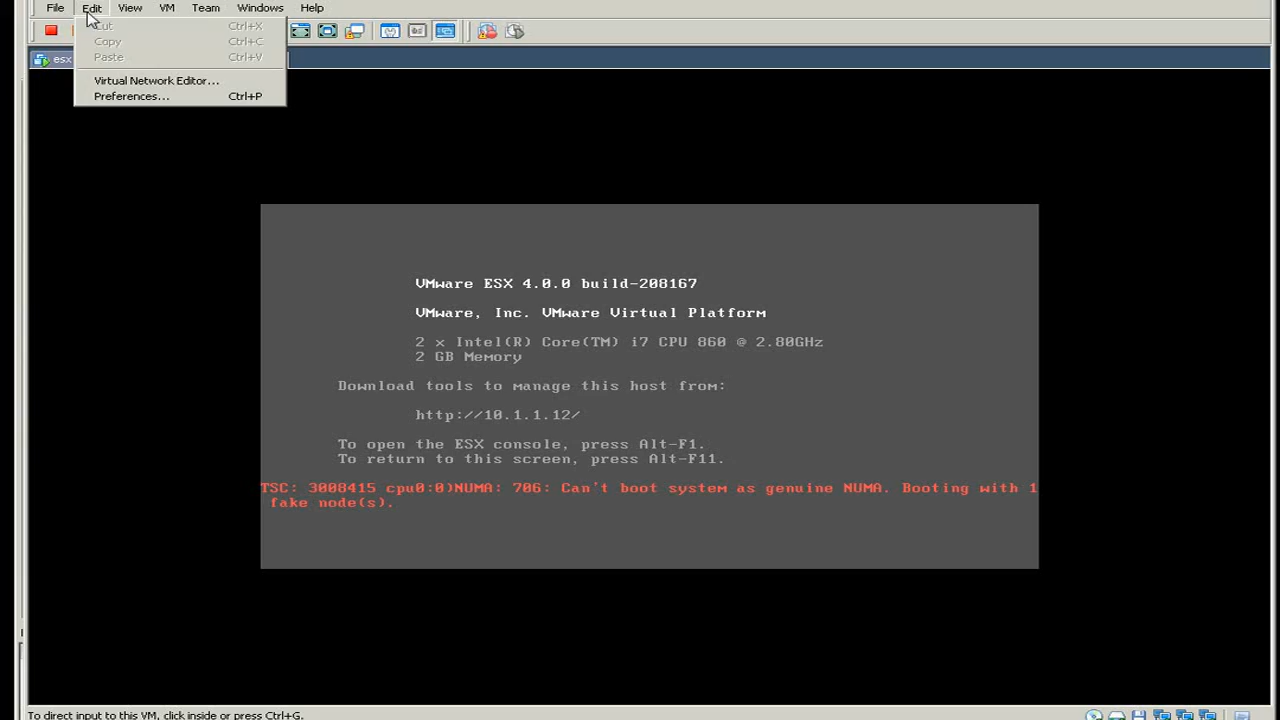 File Edit View VM Team Windows Help
Cut Ctrl+X
Copy Ctrl+C
esx Paste Ctrl+V
Virtual Network Editor...
Preferences... Ctrl+P
VMware ESX 4.0.0 build-208167
VMware, Inc. VMware Virtual Platform
2 x Intel(R) Core(TM) i7 CPU 860 @ 2.80GHz
2 GB Memory
Download tools to manage this host from:
http://10.1.1.12/
To open the ESX console, press Alt-F1.
To return to this screen, press Alt-F11.
TSC: 3008415 cpu0:0)NUMA: 706: Can't boot system as genuine NUMA. Booting with 1
fake node(s).
To direct input to this VM, click inside or press Ctrl+G.